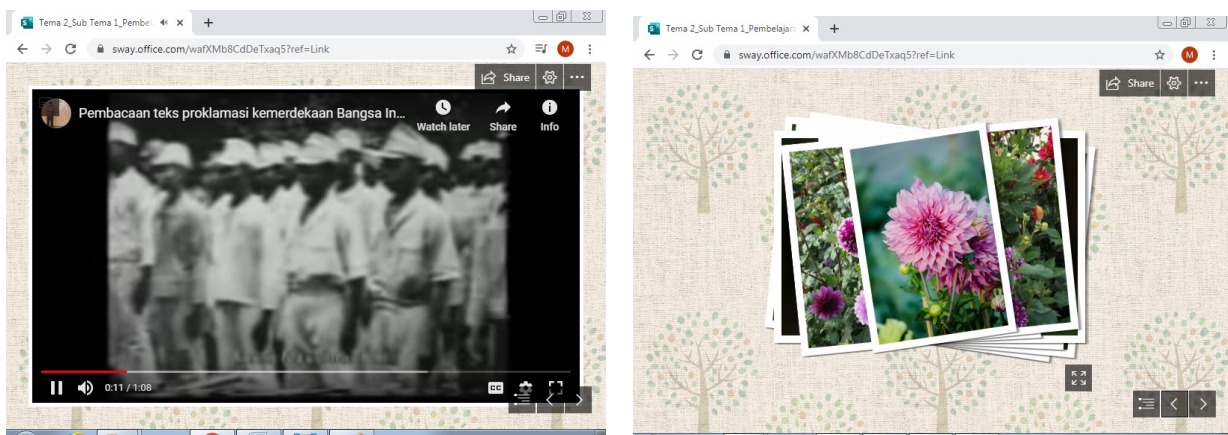 Tema 2_Sub Tema 1_Pembel
sway.office.com/wafXMb8CdDeTxaq5?ref=Link
M
Share
Pembacaan teks proklamasi kemerdekaan Bangsa In...
Watch later
Share
Info
0:11 / 1:08
CC
Tema 2_Sub Tema 1_Pembelajar
sway.office.com/wafXMb8CdDeTxaq5?ref=Link
M
Share